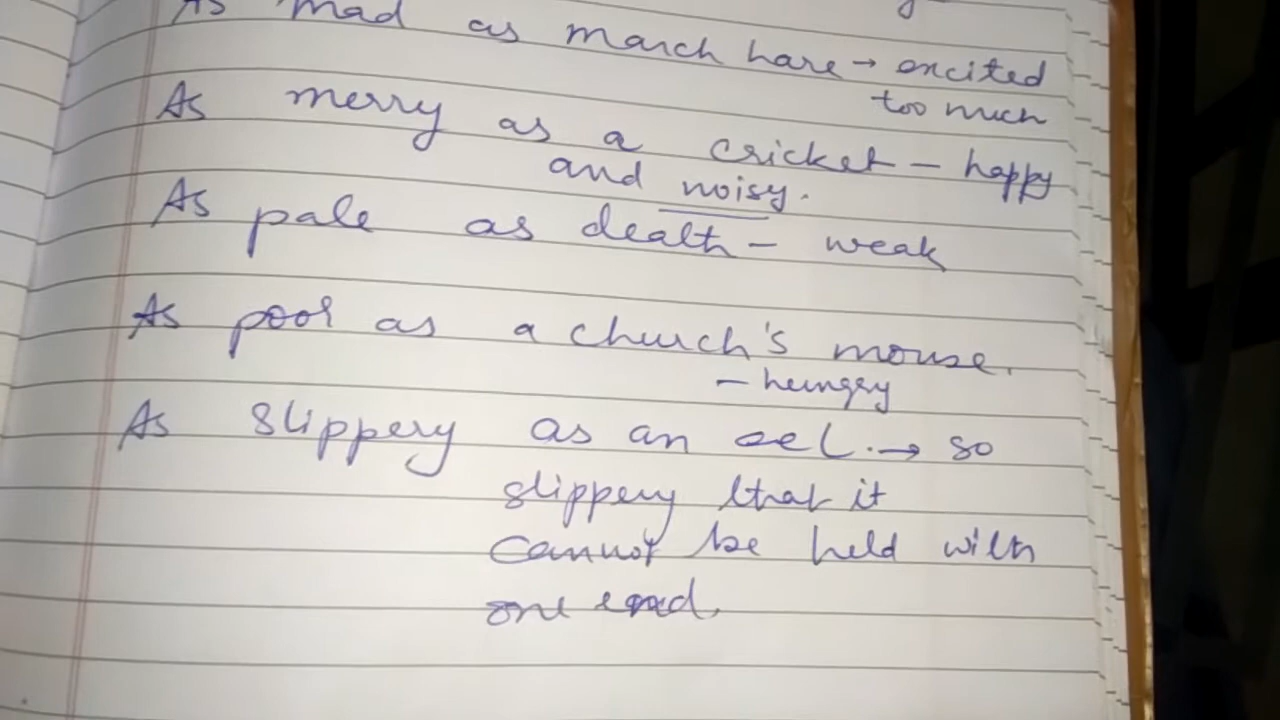 As mad as march hare → excited
too much
As merry as a cricket – happy
and noisy.
As pale as death – weak
As poor as a church's mouse.
– hungry
As slippery as an eel. → so
slippery that it
cannot be held with
one end.